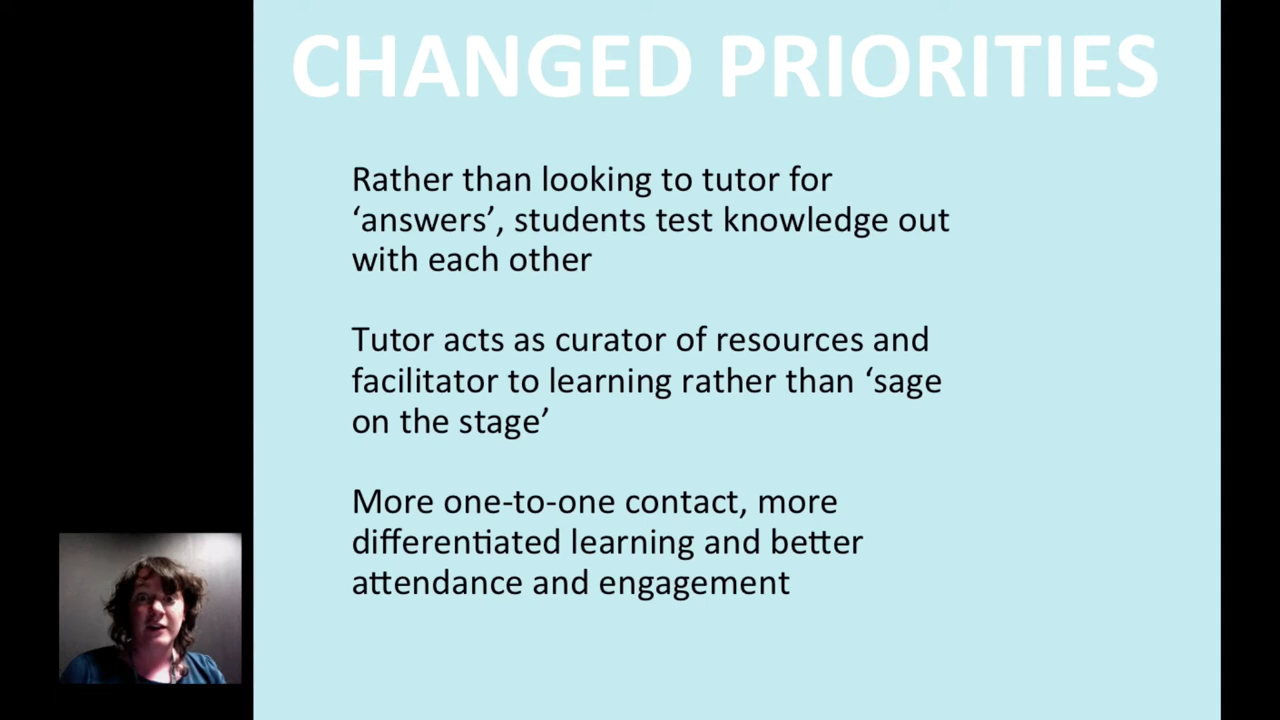 CHANGED PRIORITIES
Rather than looking to tutor for
‘answers’, students test knowledge out
with each other
Tutor acts as curator of resources and
facilitator to learning rather than ‘sage
on the stage’
More one-to-one contact, more
differentiated learning and better
attendance and engagement